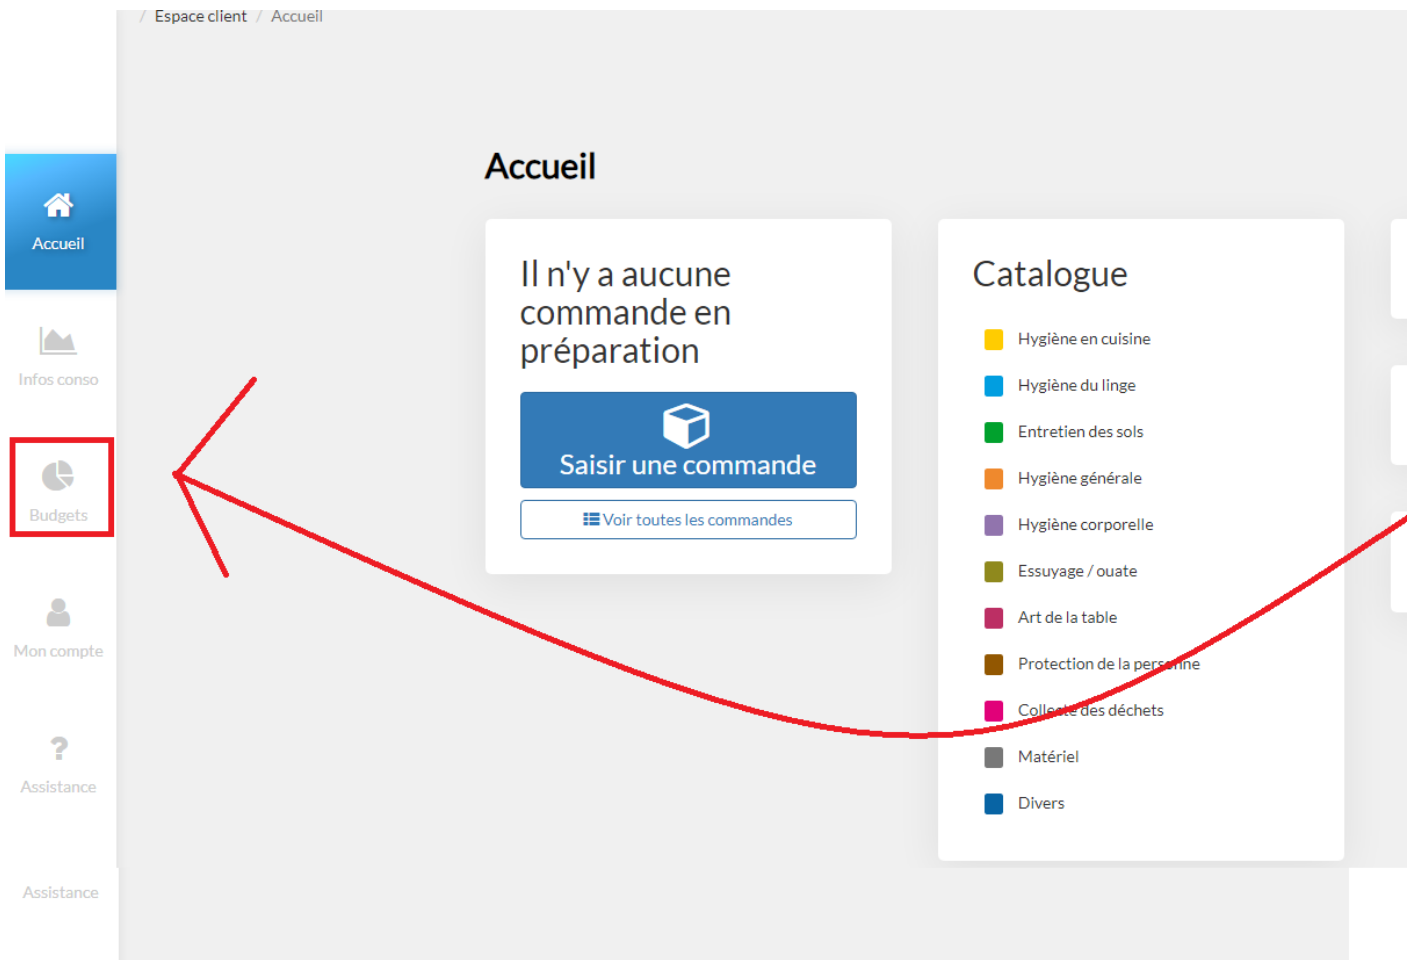 / Espace client / Accueil
Accueil
Accueil
Infos conso
Budgets
Mon compte
?
Assistance
Assistance
Il n'y a aucune
commande en
préparation
Saisir une commande
Voir toutes les commandes
Catalogue
Hygiène en cuisine
Hygiène du linge
Entretien des sols
Hygiène générale
Hygiène corporelle
Essuyage / ouate
Art de la table
Protection de la personne
Collecte des déchets
Matériel
Divers